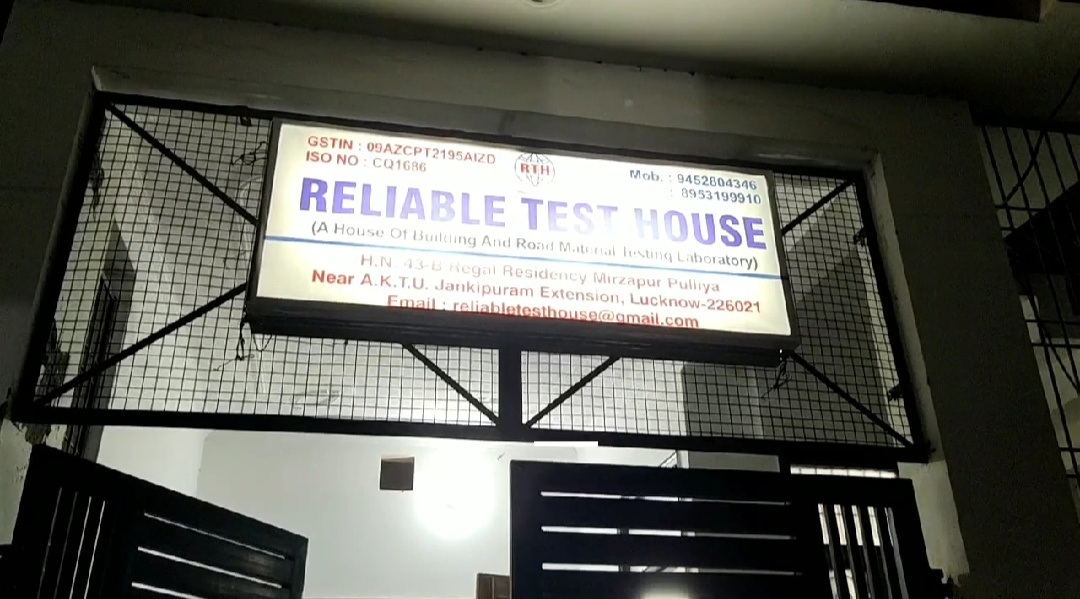 GSTIN : 09AZCPT2195AIZD
ISO NO : CQ1686
RTH
Mob. : 9452804346
: 8953199910
RELIABLE TEST HOUSE
(A House Of Building And Road Material Testing Laboratory)
H.N. 43-B Regal Residency Mirzapur Puliya
Near A.K.T.U. Jankipuram Extension, Lucknow-226021
Email : reliabletesthouse@gmail.com